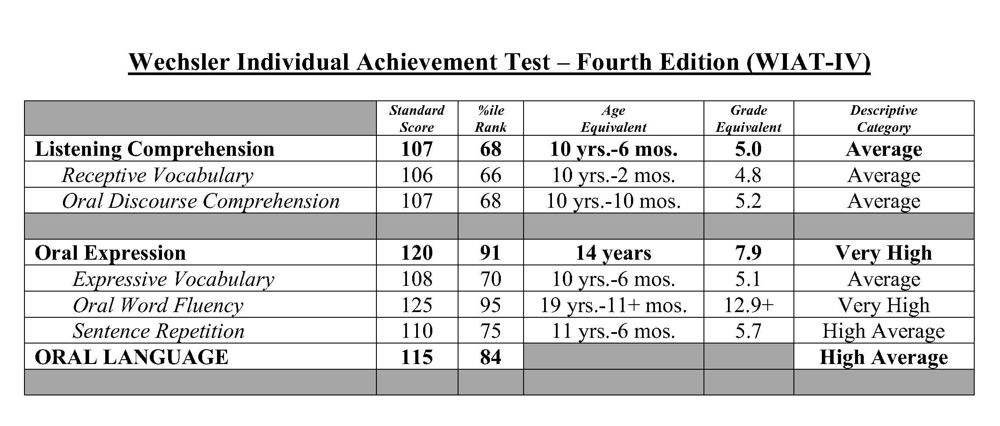 Wechsler Individual Achievement Test – Fourth Edition (WIAT-IV)
Standard Score %ile Rank Age Equivalent Grade Equivalent Descriptive Category
Listening Comprehension 107 68 10 yrs.-6 mos. 5.0 Average
Receptive Vocabulary 106 66 10 yrs.-2 mos. 4.8 Average
Oral Discourse Comprehension 107 68 10 yrs.-10 mos. 5.2 Average
Oral Expression 120 91 14 years 7.9 Very High
Expressive Vocabulary 108 70 10 yrs.-6 mos. 5.1 Average
Oral Word Fluency 125 95 19 yrs.-11+ mos. 12.9+ Very High
Sentence Repetition 110 75 11 yrs.-6 mos. 5.7 High Average
ORAL LANGUAGE 115 84 High Average